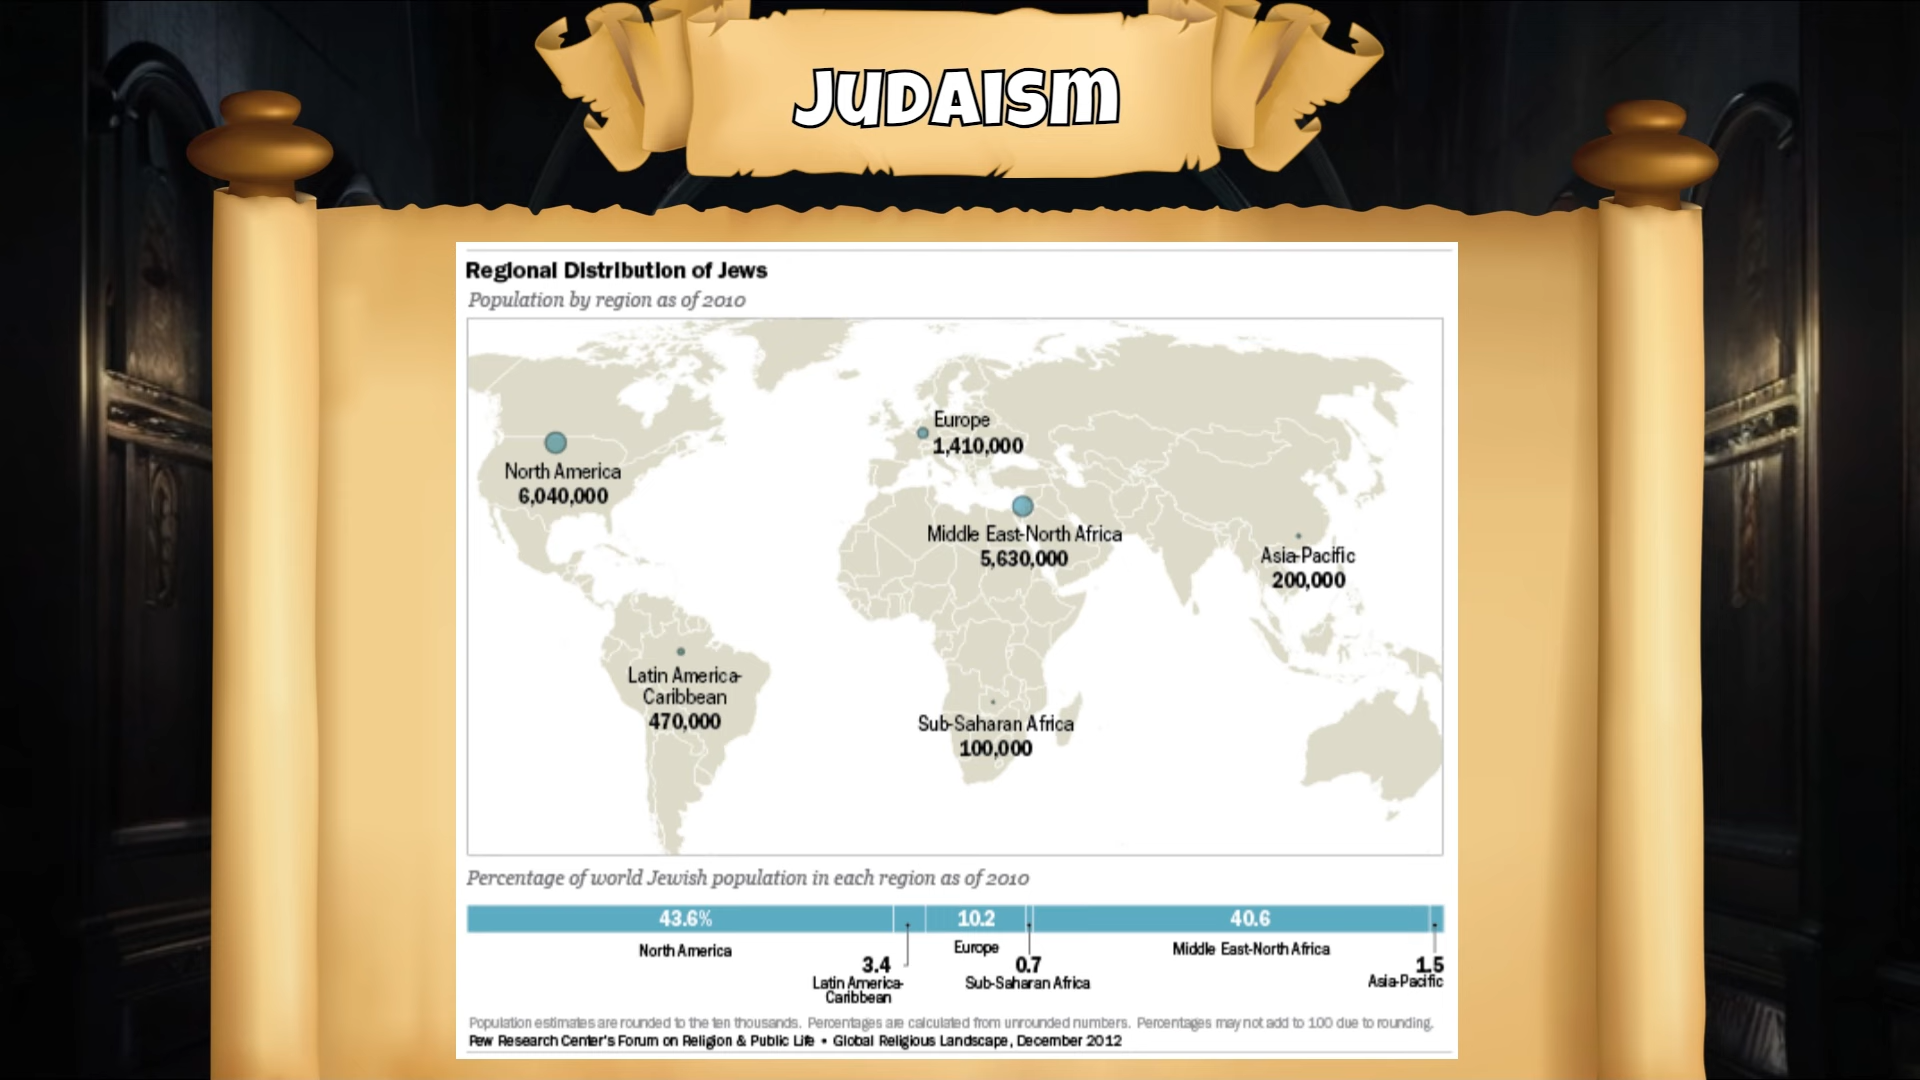 JUDAISM
Regional Distribution of Jews
Population by region as of 2010
Europe
1,410,000
North America
6,040,000
Middle East-North Africa
5,630,000
Asia-Pacific
200,000
Latin America-
Caribbean
470,000
Sub-Saharan Africa
100,000
Percentage of world Jewish population in each region as of 2010
43.6% 10.2 40.6
North America Europe Middle East-North Africa
3.4 0.7 1.5
Latin America- Sub-Saharan Africa Asia-Pacific
Caribbean
Population estimates are rounded to the ten thousands. Percentages are calculated from unrounded numbers. Percentages may not add to 100 due to rounding.
Pew Research Center's Forum on Religion & Public Life • Global Religious Landscape, December 2012